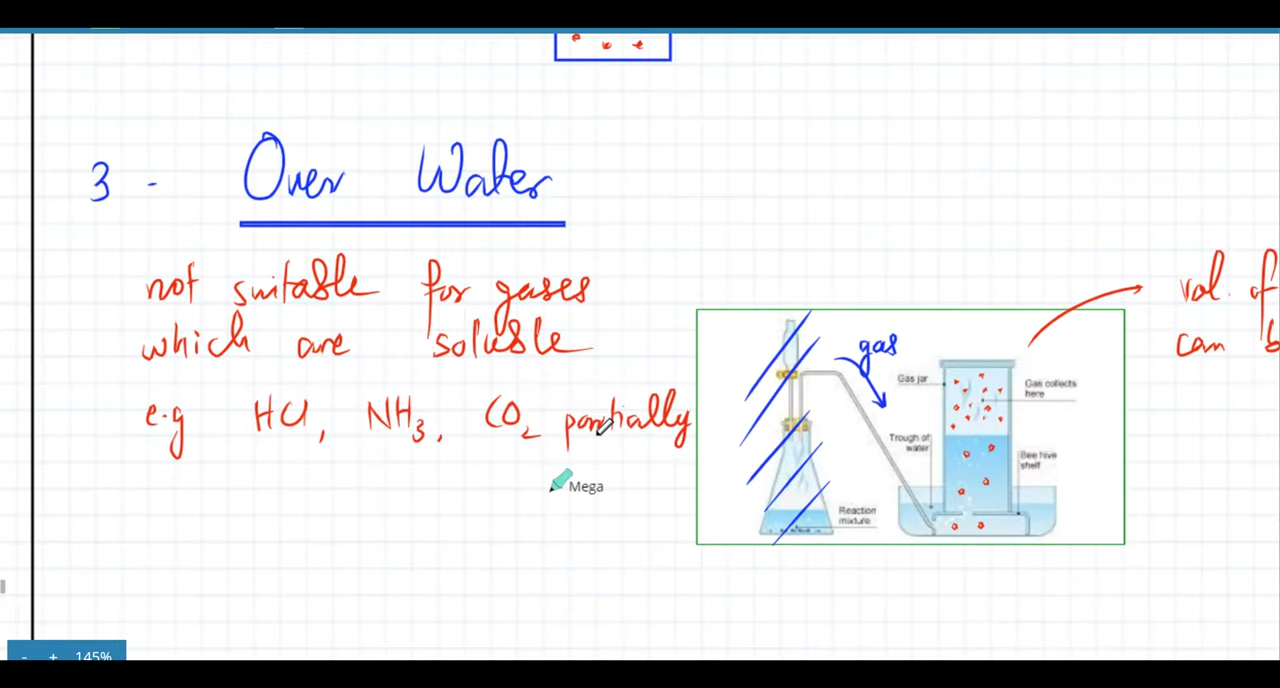 3 - Over Water
not suitable for gases
which are soluble
e.g HCl, NH₃, CO₂ partially
Mega
gas
Gas jar
Gas collects
here
Trough of
water
Bee hive
shelf
Reaction
mixture
vol. of
can b
145%